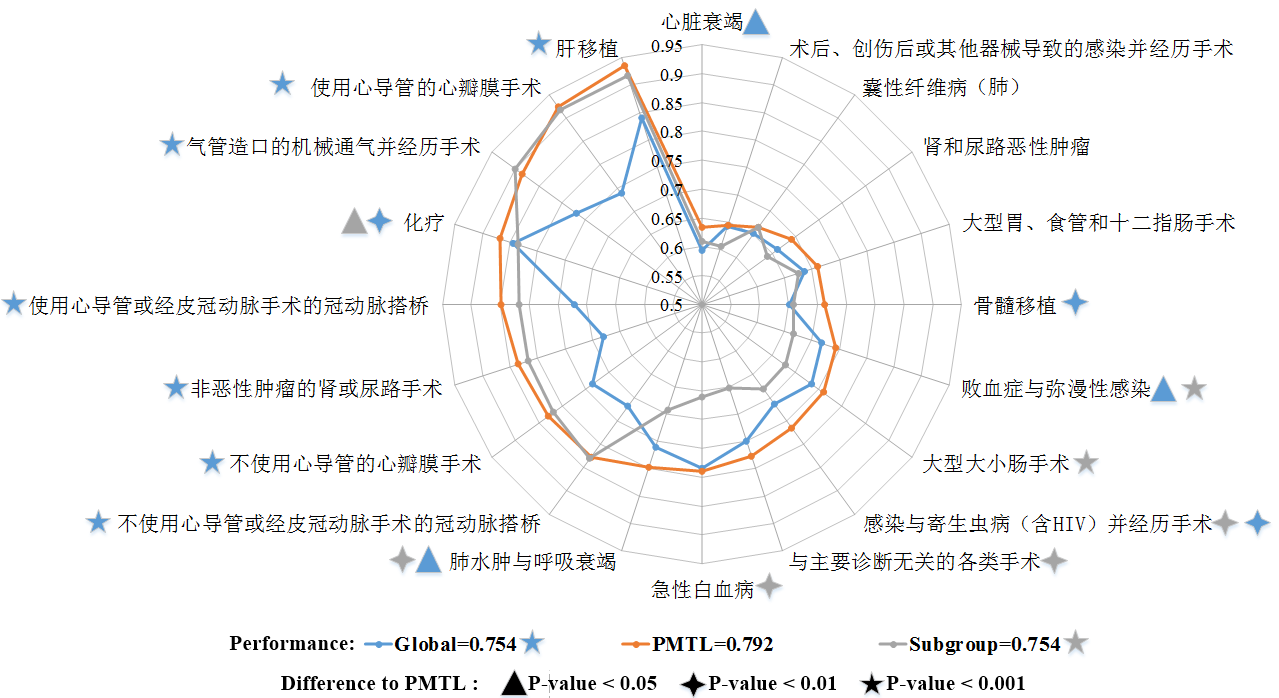 心脏衰竭
肝移植
术后、创伤后或其他器械导致的感染并经历手术
使用心导管的心瓣膜手术
囊性纤维病（肺）
气管造口的机械通气并经历手术
肾和尿路恶性肿瘤
化疗
大型胃、食管和十二指肠手术
使用心导管或经皮冠动脉手术的冠动脉搭桥
骨髓移植
非恶性肿瘤的肾或尿路手术
败血症与弥漫性感染
不使用心导管的心瓣膜手术
大型大小肠手术
不使用心导管或经皮冠动脉手术的冠动脉搭桥
感染与寄生虫病（含HIV）并经历手术
肺水肿与呼吸衰竭
与主要诊断无关的各类手术
急性白血病
0.95
0.9
0.85
0.8
0.75
0.7
0.65
0.6
0.55
0.5
Performance: Global=0.754 PMTL=0.792 Subgroup=0.754
Difference to PMTL : P-value < 0.05 P-value < 0.01 P-value < 0.001